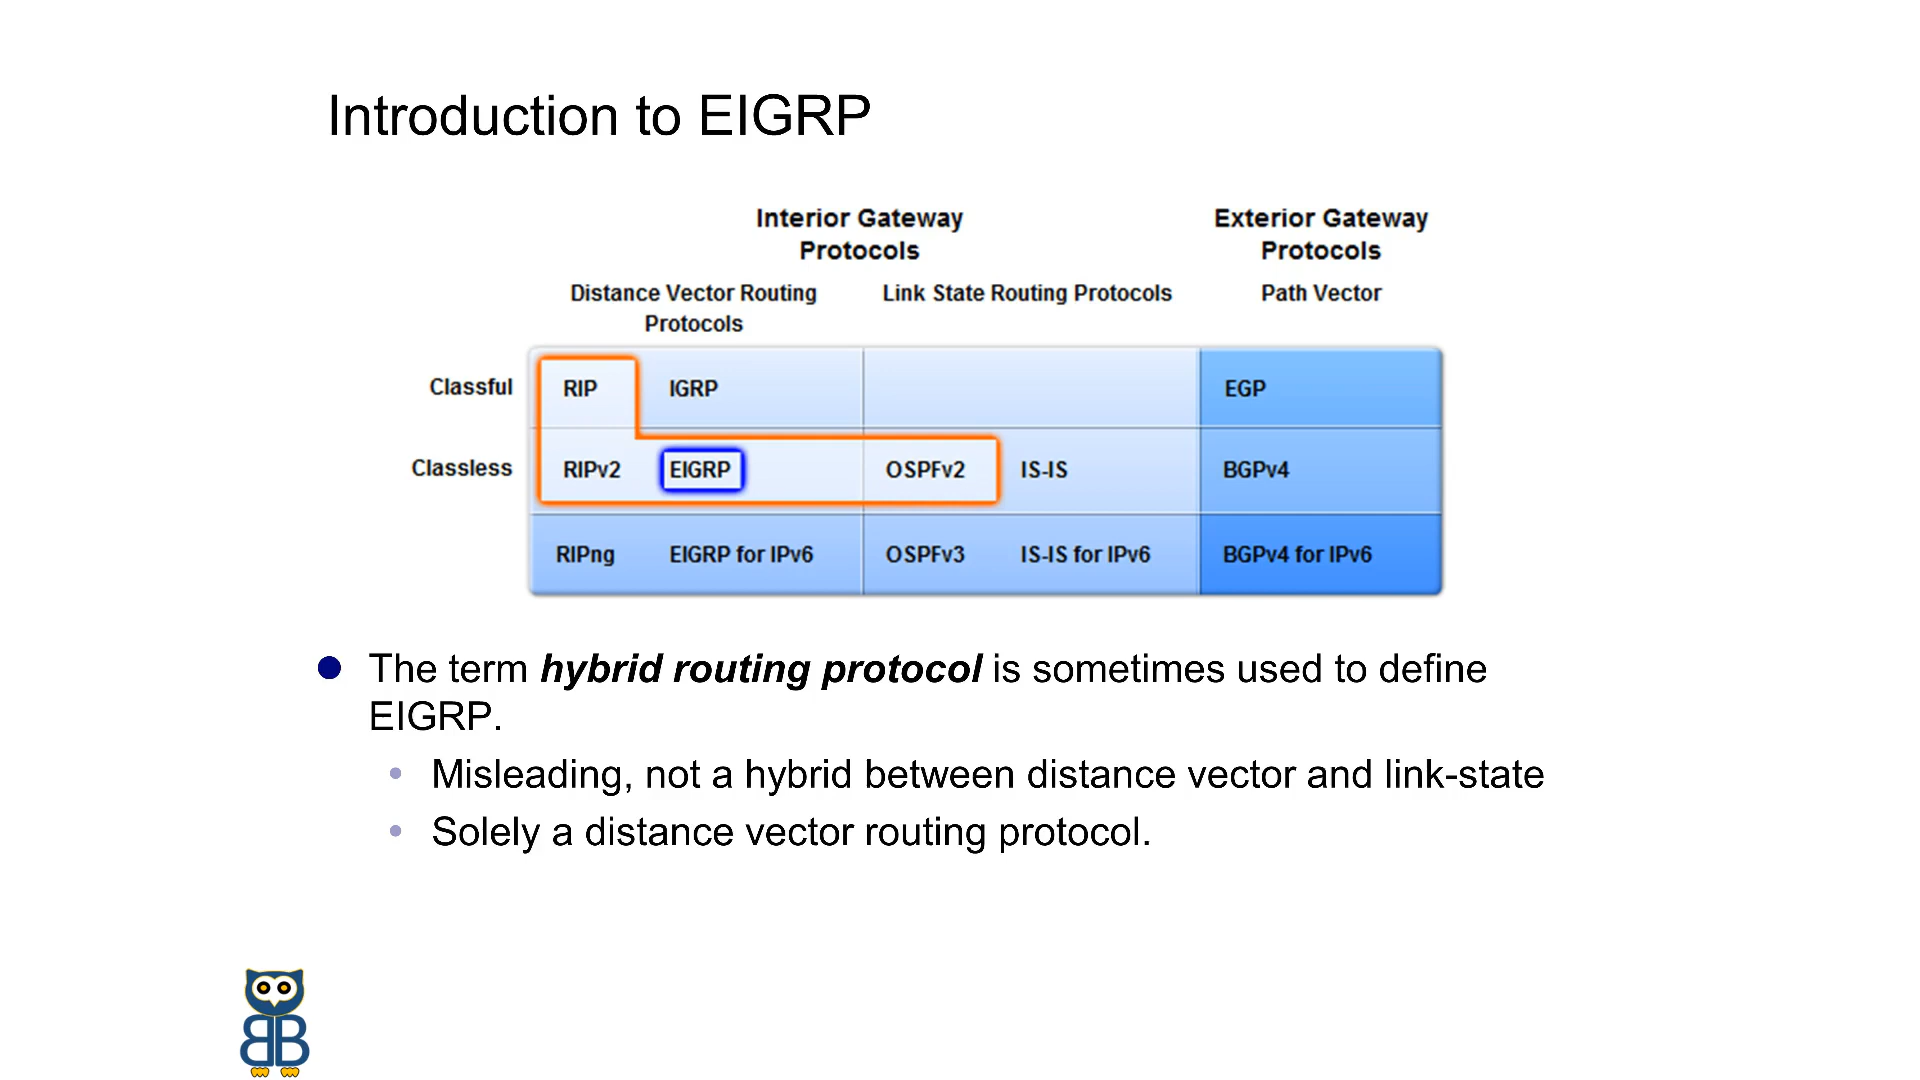 Introduction to EIGRP
Interior Gateway
Protocols
Exterior Gateway
Protocols
Distance Vector Routing
Protocols
Link State Routing Protocols
Path Vector
Classful
RIP
IGRP
EGP
Classless
RIPv2
EIGRP
OSPFv2
IS-IS
BGPv4
RIPng
EIGRP for IPv6
OSPFv3
IS-IS for IPv6
BGPv4 for IPv6
The term hybrid routing protocol is sometimes used to define
EIGRP.
Misleading, not a hybrid between distance vector and link-state
Solely a distance vector routing protocol.